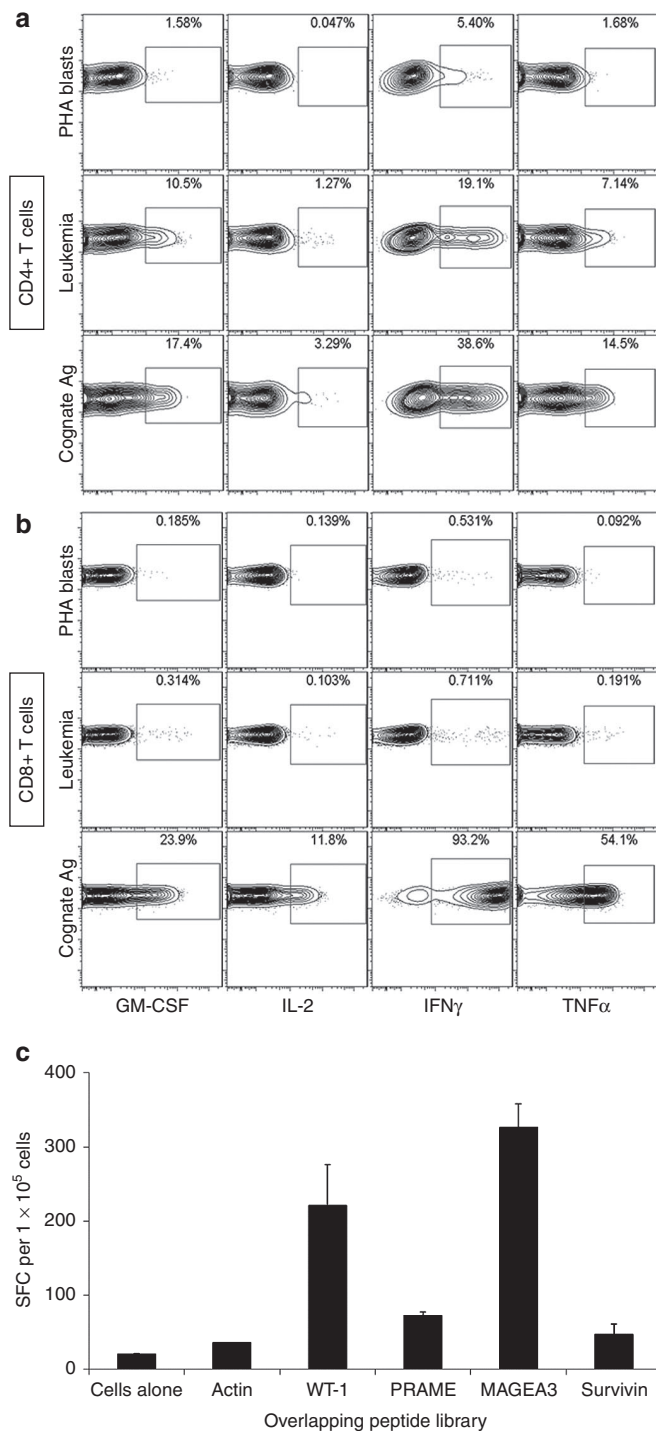 a
PHA blasts
1.58%
0.047%
5.40%
1.68%
CD4+ T cells
Leukemia
10.5%
1.27%
19.1%
7.14%
Cognate Ag
17.4%
3.29%
38.6%
14.5%
b
PHA blasts
0.185%
0.139%
0.531%
0.092%
CD8+ T cells
Leukemia
0.314%
0.103%
0.711%
0.191%
Cognate Ag
23.9%
11.8%
93.2%
54.1%
GM-CSF
IL-2
IFNγ
TNFα
c
SFC per 1 × 10⁵ cells
400
300
200
100
0
Cells alone
Actin
WT-1
PRAME
MAGEA3
Survivin
Overlapping peptide library